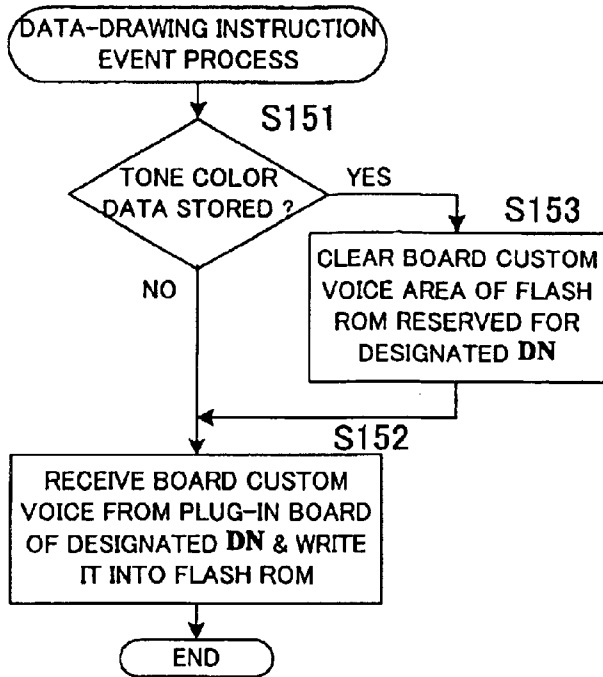 DATA-DRAWING INSTRUCTION
EVENT PROCESS
S151
TONE COLOR
DATA STORED ?
YES
NO
S153
CLEAR BOARD CUSTOM
VOICE AREA OF FLASH
ROM RESERVED FOR
DESIGNATED DN
S152
RECEIVE BOARD CUSTOM
VOICE FROM PLUG-IN BOARD
OF DESIGNATED DN & WRITE
IT INTO FLASH ROM
END